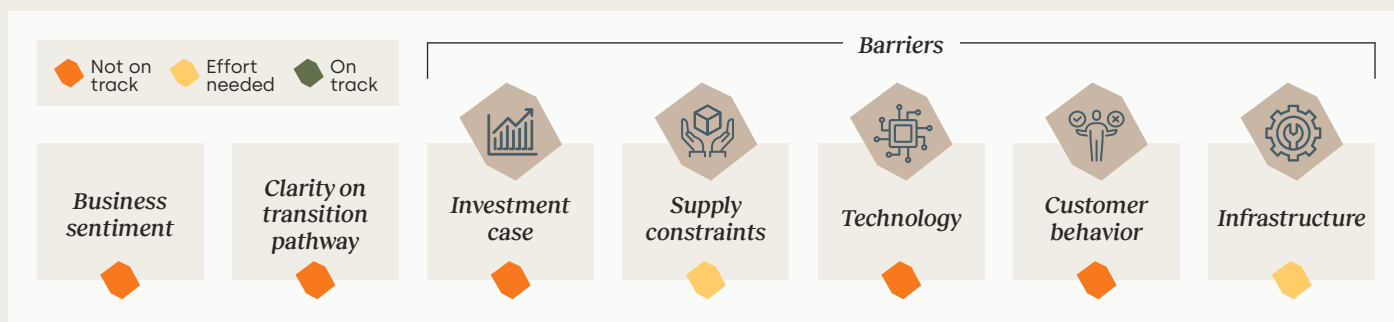 Barriers
Not on
track
Effort
needed
On
track
Business
sentiment
Clarity on
transition
pathway
Investment
case
Supply
constraints
Technology
Customer
behavior
Infrastructure